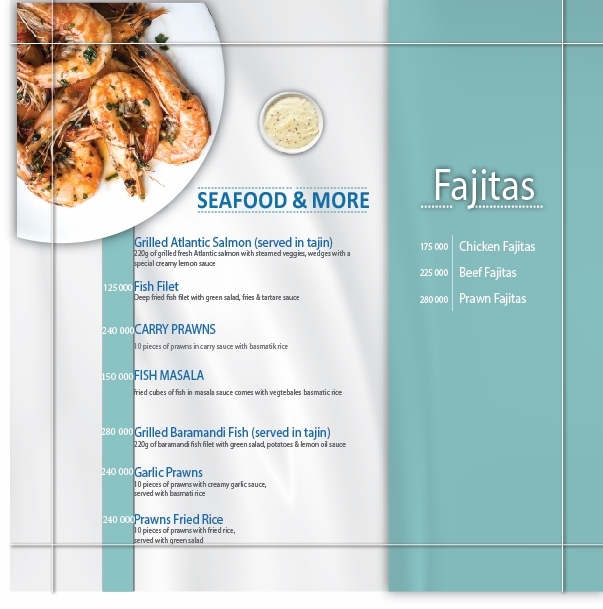 SEAFOOD & MORE
Grilled Atlantic Salmon (served in tajin)
220g of grilled fresh Atlantic salmon with steamed veggies, wedges with a
special creamy lemon sauce
125 000 Fish Filet
Deep fried fish filet with green salad, fries & tartare sauce
240 000 CARRY PRAWNS
10 pieces of prawns in carry sauce with basmatik rice
150 000 FISH MASALA
fried cubes of fish in masala sauce comes with vegtebales basmatic rice
280 000 Grilled Baramandi Fish (served in tajin)
220g of baramandi fish filet with green salad, potatoes & lemon oil sauce
240 000 Garlic Prawns
10 pieces of prawns with creamy garlic sauce,
served with basmati rice
240 000 Prawns Fried Rice
10 pieces of prawns with fried rice,
served with green salad
Fajitas
175 000 Chicken Fajitas
225 000 Beef Fajitas
280 000 Prawn Fajitas